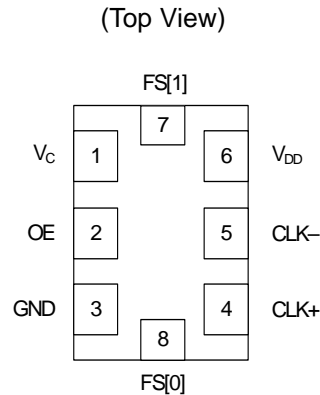 (Top View)
FS[1]
7
V_C 1 6 V_DD
OE 2 5 CLK–
GND 3 4 CLK+
8
FS[0]